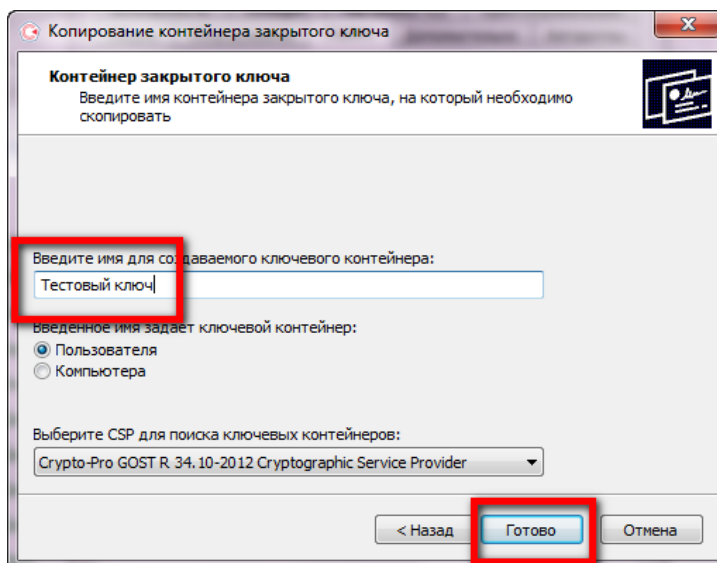 Копирование контейнера закрытого ключа
Контейнер закрытого ключа
Введите имя контейнера закрытого ключа, на который необходимо
скопировать
Введите имя для создаваемого ключевого контейнера:
Тестовый ключ
Введенное имя задает ключевой контейнер:
Пользователя
Компьютера
Выберите CSP для поиска ключевых контейнеров:
Crypto-Pro GOST R 34.10-2012 Cryptographic Service Provider
< Назад Готово Отмена